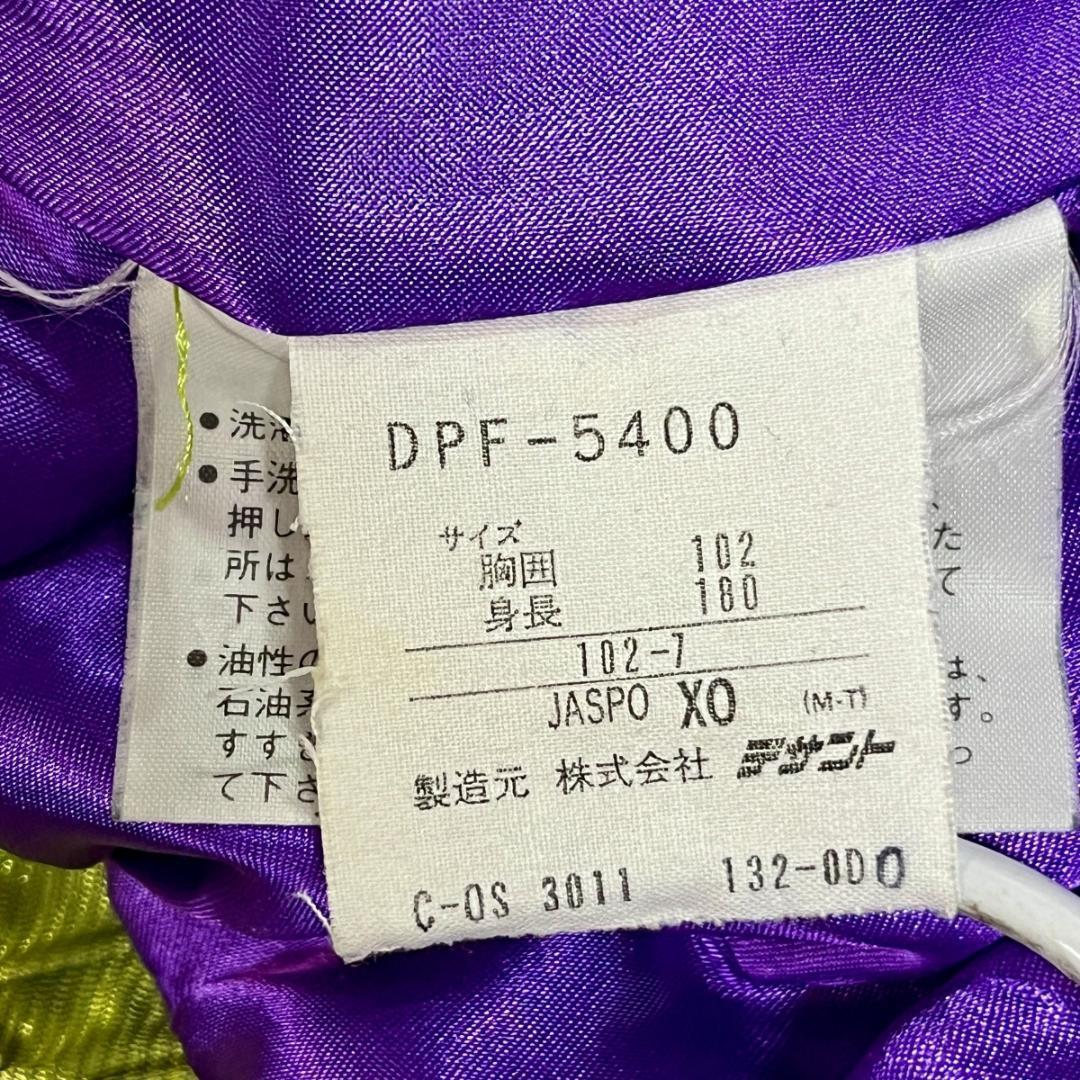 DPF-5400
サイズ
胸囲 102
身長 180
102-7
JASPO XO (M-T)
製造元 株式会社 デサント
C-OS 3011 132-0D0
● 洗
● 手洗
押し
所は
下さい
● 油性の
石油系
すすぎ
て下さ
、
た
て
は、
す。
っ